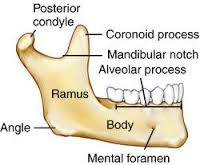 Posterior
condyle
Coronoid process
Mandibular notch
Alveolar process
Ramus
Angle
Body
Mental foramen